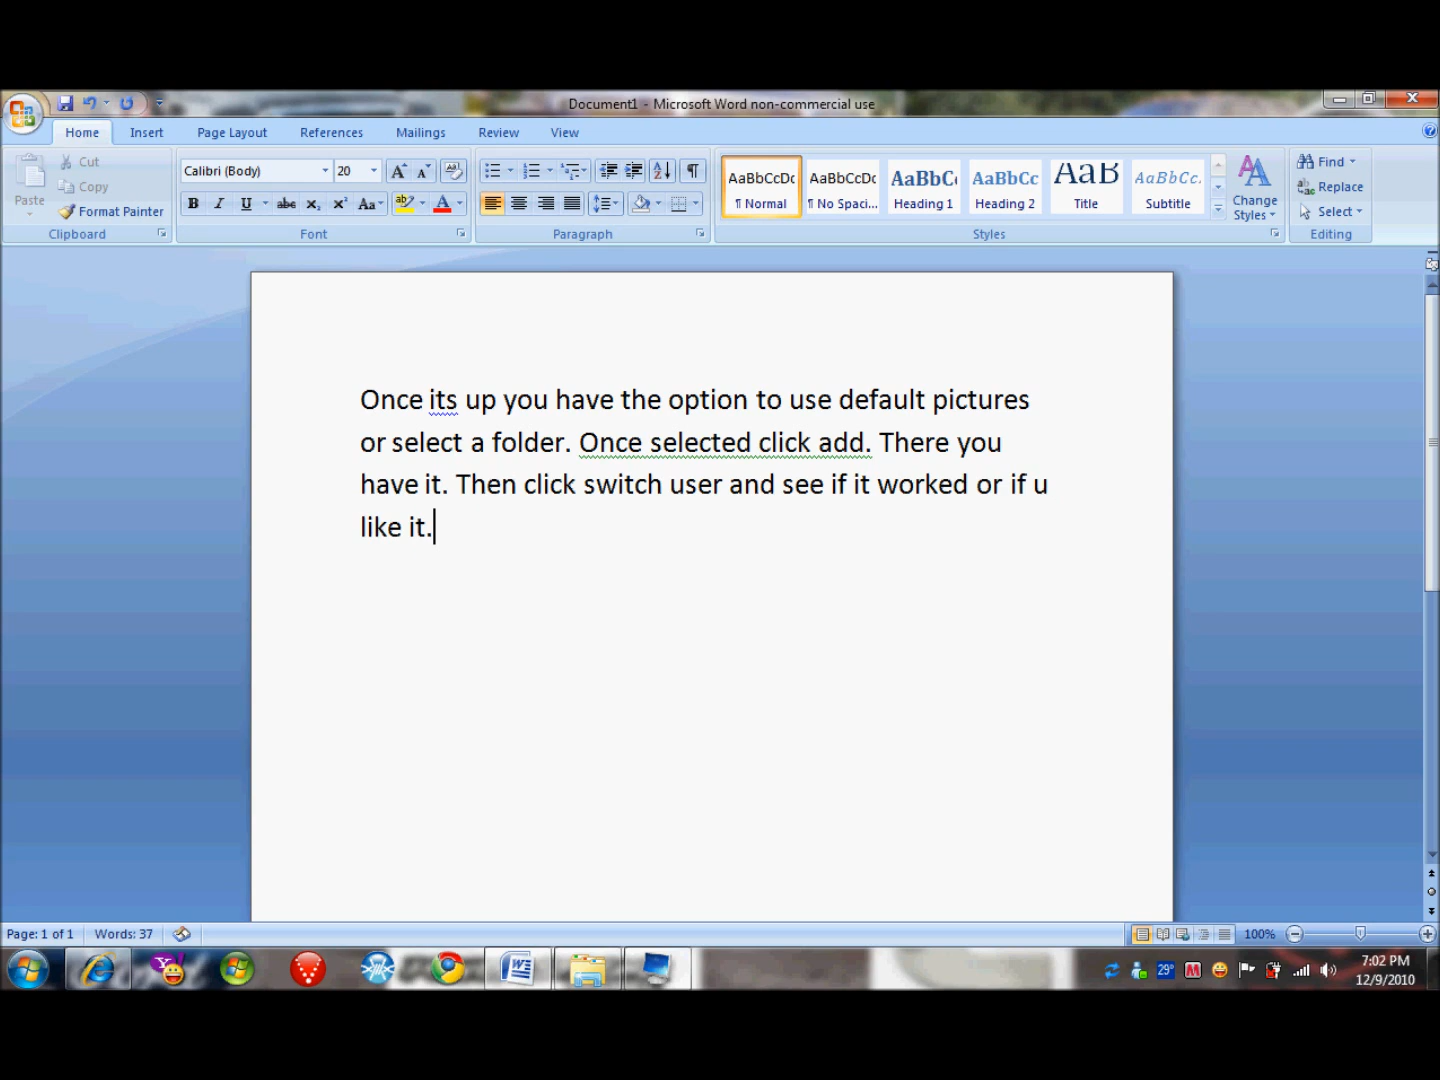 Document1 - Microsoft Word non-commercial use
Home Insert Page Layout References Mailings Review View
Paste
Cut
Copy
Format Painter
Clipboard
Calibri (Body) 20
B I U abc X₂ X² Aa
Font
Paragraph
AaBbCcDc AaBbCcDc AaBbC AaBbCc AaB AaBbCc.
¶ Normal ¶ No Spaci... Heading 1 Heading 2 Title Subtitle
Change
Styles
Styles
Find
Replace
Select
Editing
Once its up you have the option to use default pictures
or select a folder. Once selected click add. There you
have it. Then click switch user and see if it worked or if u
like it.
Page: 1 of 1 Words: 37 100%
29°
7:02 PM
12/9/2010